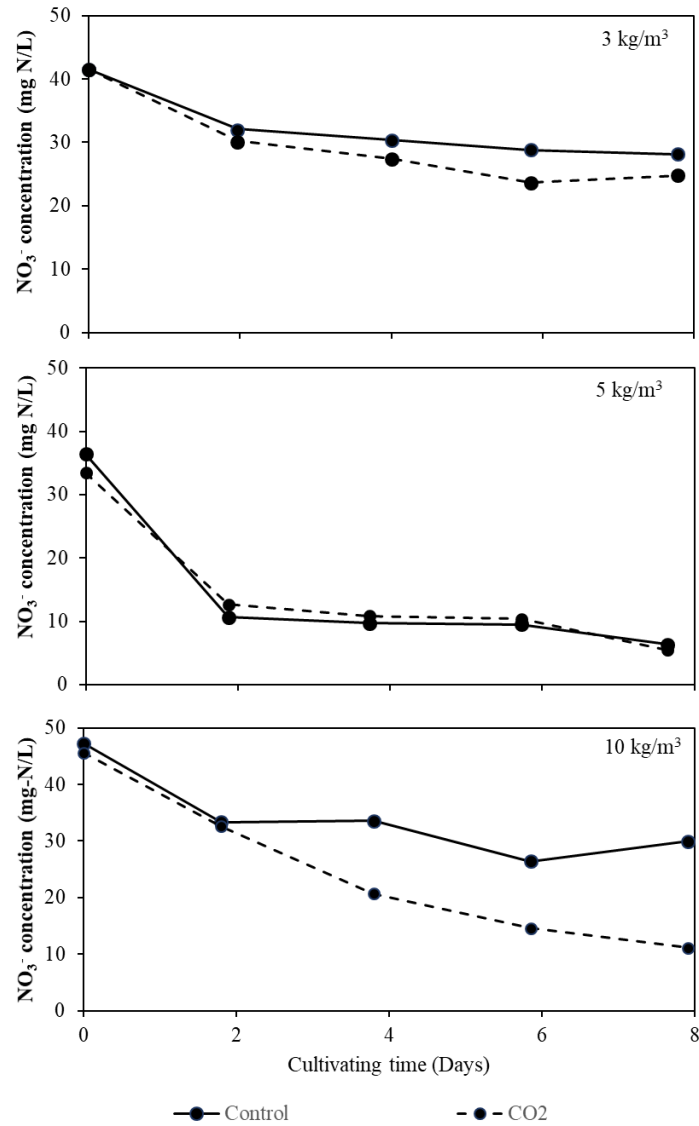 NO₃⁻ concentration (mg N/L)
50
40
30
20
10
0
3 kg/m³
NO₃⁻ concentration (mg N/L)
50
40
30
20
10
0
5 kg/m³
NO₃⁻ concentration (mg-N/L)
50
40
30
20
10
0
10 kg/m³
0 2 4 6 8
Cultivating time (Days)
Control CO2